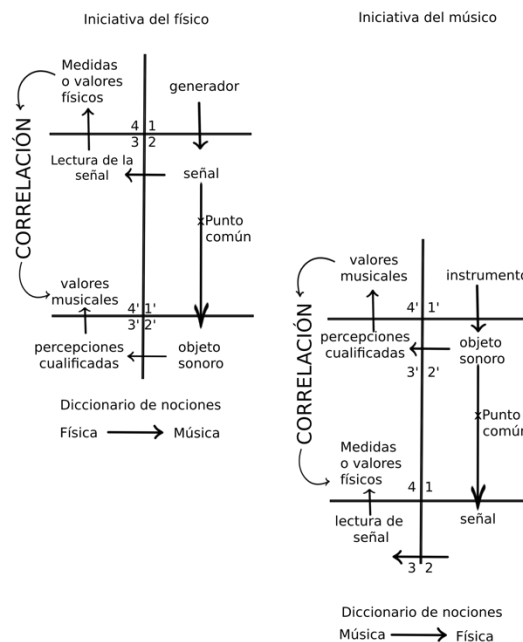 Iniciativa del físico
Medidas
o valores
físicos
generador
4 1
3 2
Lectura de la
señal
señal
CORRELACIÓN
x Punto
común
valores
musicales
4' 1'
3' 2'
percepciones
cualificadas
objeto
sonoro
Diccionario de nociones
Física
Música
Iniciativa del músico
valores
musicales
instrumento
4' 1'
percepciones
cualificadas
objeto
sonoro
3' 2'
CORRELACIÓN
x Punto
común
Medidas
o valores
físicos
4 1
lectura de
señal
señal
3 2
Diccionario de nociones
Música
Física